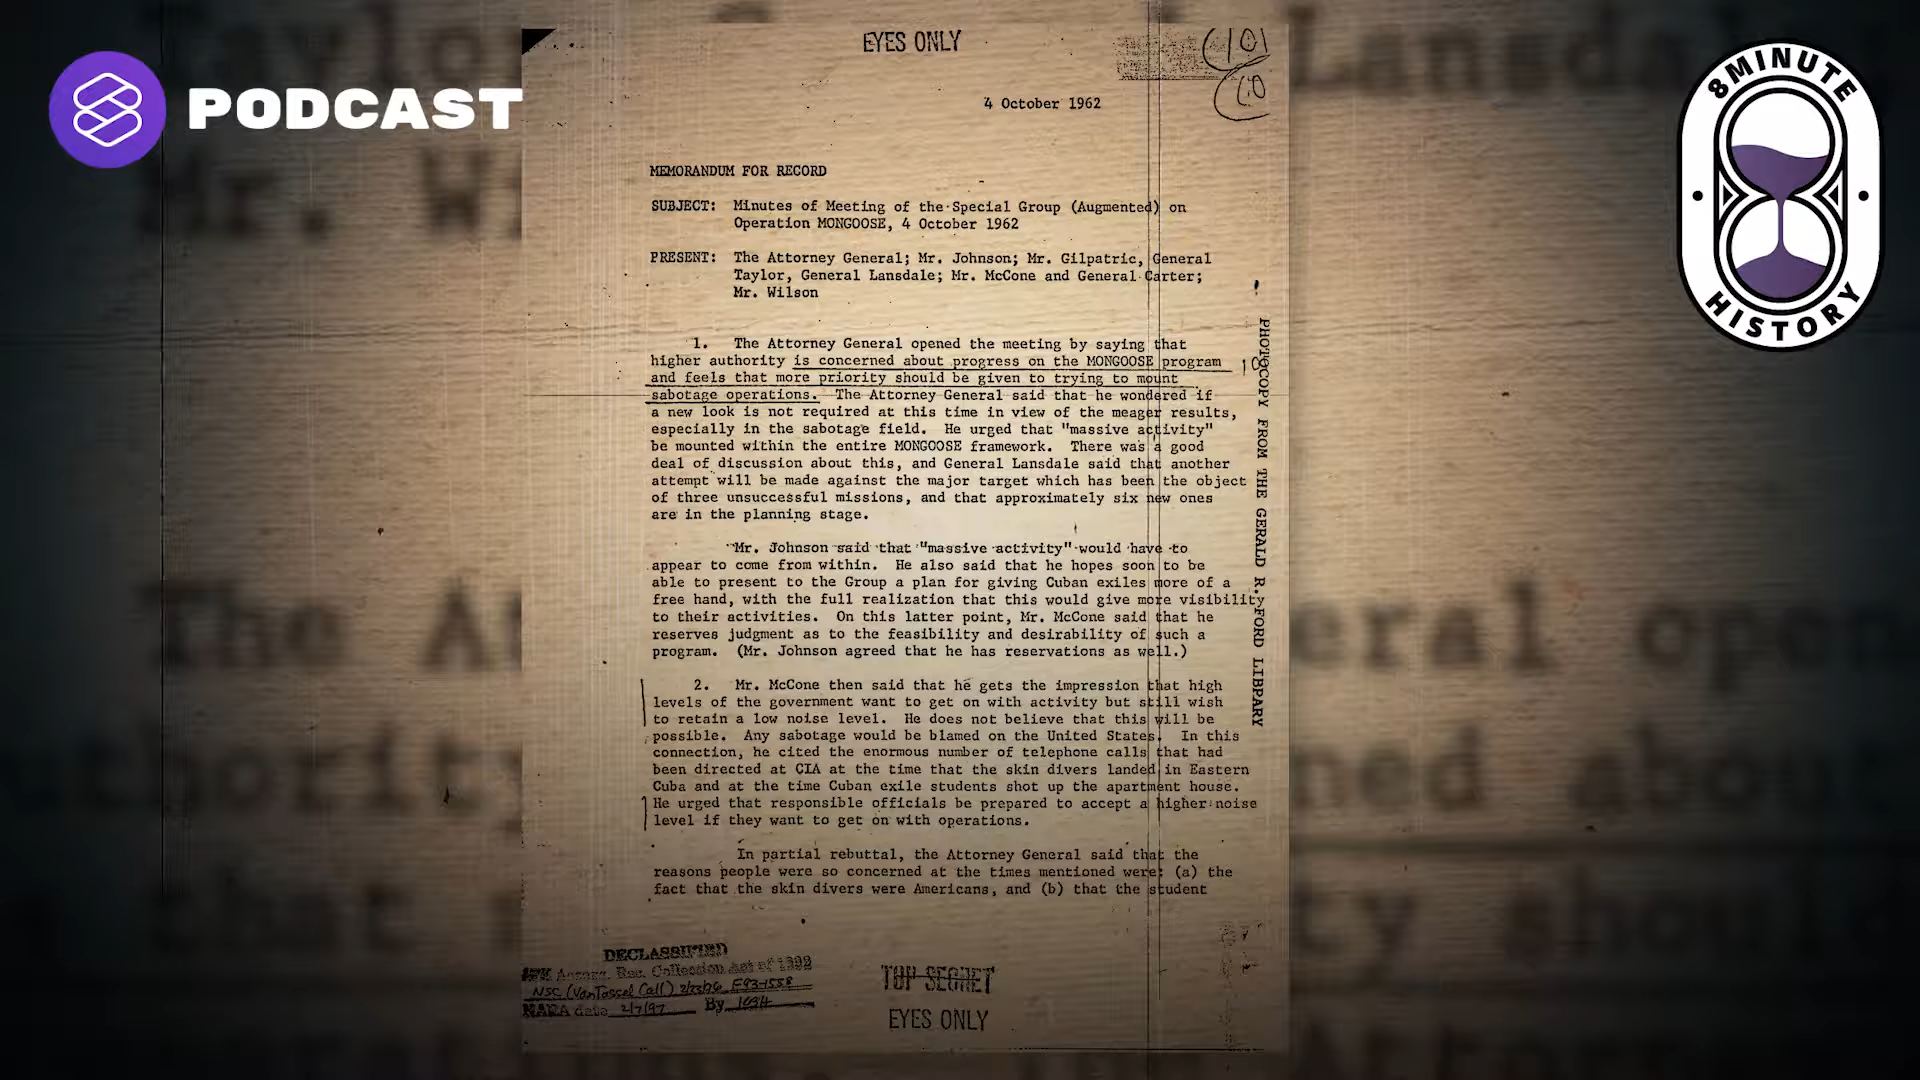 PODCAST
8MINUTE
HISTORY
EYES ONLY
101
10
4 October 1962
MEMORANDUM FOR RECORD
SUBJECT: Minutes of Meeting of the Special Group (Augmented) on
Operation MONGOOSE, 4 October 1962
PRESENT: The Attorney General; Mr. Johnson; Mr. Gilpatric, General
Taylor, General Lansdale; Mr. McCone and General Carter;
Mr. Wilson
1. The Attorney General opened the meeting by saying that
higher authority is concerned about progress on the MONGOOSE program
and feels that more priority should be given to trying to mount
sabotage operations. The Attorney General said that he wondered if
a new look is not required at this time in view of the meager results,
especially in the sabotage field. He urged that "massive activity"
be mounted within the entire MONGOOSE framework. There was a good
deal of discussion about this, and General Lansdale said that another
attempt will be made against the major target which has been the object
of three unsuccessful missions, and that approximately six new ones
are in the planning stage.
Mr. Johnson said that "massive activity" would have to
appear to come from within. He also said that he hopes soon to be
able to present to the Group a plan for giving Cuban exiles more of a
free hand, with the full realization that this would give more visibility
to their activities. On this latter point, Mr. McCone said that he
reserves judgment as to the feasibility and desirability of such a
program. (Mr. Johnson agreed that he has reservations as well.)
2. Mr. McCone then said that he gets the impression that high
levels of the government want to get on with activity but still wish
to retain a low noise level. He does not believe that this will be
possible. Any sabotage would be blamed on the United States. In this
connection, he cited the enormous number of telephone calls that had
been directed at CIA at the time that the skin divers landed in Eastern
Cuba and at the time Cuban exile students shot up the apartment house.
He urged that responsible officials be prepared to accept a higher noise
level if they want to get on with operations.
In partial rebuttal, the Attorney General said that the
reasons people were so concerned at the times mentioned were: (a) the
fact that the skin divers were Americans, and (b) that the student
PHOTOCOPY FROM THE GERALD R. FORD LIBRARY
DECLASSIFIED
Rec. Collection Act of 1992
NSC (VanTassel Call) 2/23/96 F93-1558
NARA date 2/7/97 By
TOP SECRET
EYES ONLY